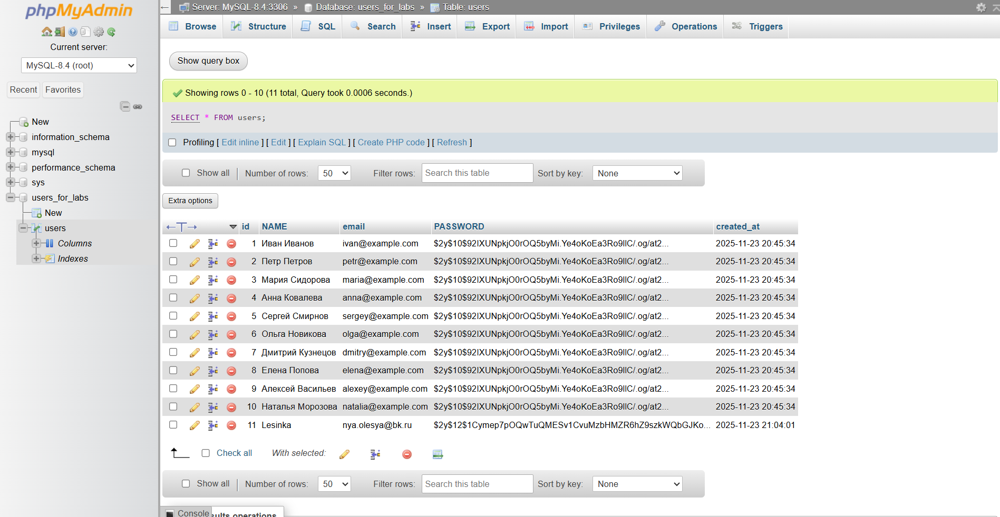 phpMyAdmin
Current server:
MySQL-8.4 (root)
Recent
Favorites
New
information_schema
mysql
performance_schema
sys
users_for_labs
New
users
Columns
Indexes
Server: MySQL-8.4:3306 » Database: users_for_labs » Table: users
Browse Structure SQL Search Insert Export Import Privileges Operations Triggers
Show query box
Showing rows 0 - 10 (11 total, Query took 0.0006 seconds.)
SELECT * FROM users;
Profiling [ Edit inline ] [ Edit ] [ Explain SQL ] [ Create PHP code ] [ Refresh ]
Show all | Number of rows: 50 Filter rows: Search this table Sort by key: None
Extra options
id NAME email PASSWORD created_at
1 Иван Иванов ivan@example.com $2y$10$92IXUNpkjO0rOQ5byMi.Ye4oKoEa3Ro9llC/.og/at2... 2025-11-23 20:45:34
2 Петр Петров petr@example.com $2y$10$92IXUNpkjO0rOQ5byMi.Ye4oKoEa3Ro9llC/.og/at2... 2025-11-23 20:45:34
3 Мария Сидорова maria@example.com $2y$10$92IXUNpkjO0rOQ5byMi.Ye4oKoEa3Ro9llC/.og/at2... 2025-11-23 20:45:34
4 Анна Ковалева anna@example.com $2y$10$92IXUNpkjO0rOQ5byMi.Ye4oKoEa3Ro9llC/.og/at2... 2025-11-23 20:45:34
5 Сергей Смирнов sergey@example.com $2y$10$92IXUNpkjO0rOQ5byMi.Ye4oKoEa3Ro9llC/.og/at2... 2025-11-23 20:45:34
6 Ольга Новикова olga@example.com $2y$10$92IXUNpkjO0rOQ5byMi.Ye4oKoEa3Ro9llC/.og/at2... 2025-11-23 20:45:34
7 Дмитрий Кузнецов dmitry@example.com $2y$10$92IXUNpkjO0rOQ5byMi.Ye4oKoEa3Ro9llC/.og/at2... 2025-11-23 20:45:34
8 Елена Попова elena@example.com $2y$10$92IXUNpkjO0rOQ5byMi.Ye4oKoEa3Ro9llC/.og/at2... 2025-11-23 20:45:34
9 Алексей Васильев alexey@example.com $2y$10$92IXUNpkjO0rOQ5byMi.Ye4oKoEa3Ro9llC/.og/at2... 2025-11-23 20:45:34
10 Наталья Морозова natalia@example.com $2y$10$92IXUNpkjO0rOQ5byMi.Ye4oKoEa3Ro9llC/.og/at2... 2025-11-23 20:45:34
11 Lesinka nya.olesya@bk.ru $2y$12$1Cymep7pOQwTuQMESv1CvuMzbHMZR6hZ9szkWQbGJKo... 2025-11-23 21:04:01
Check all With selected:
Show all | Number of rows: 50 Filter rows: Search this table Sort by key: None
Console
operations